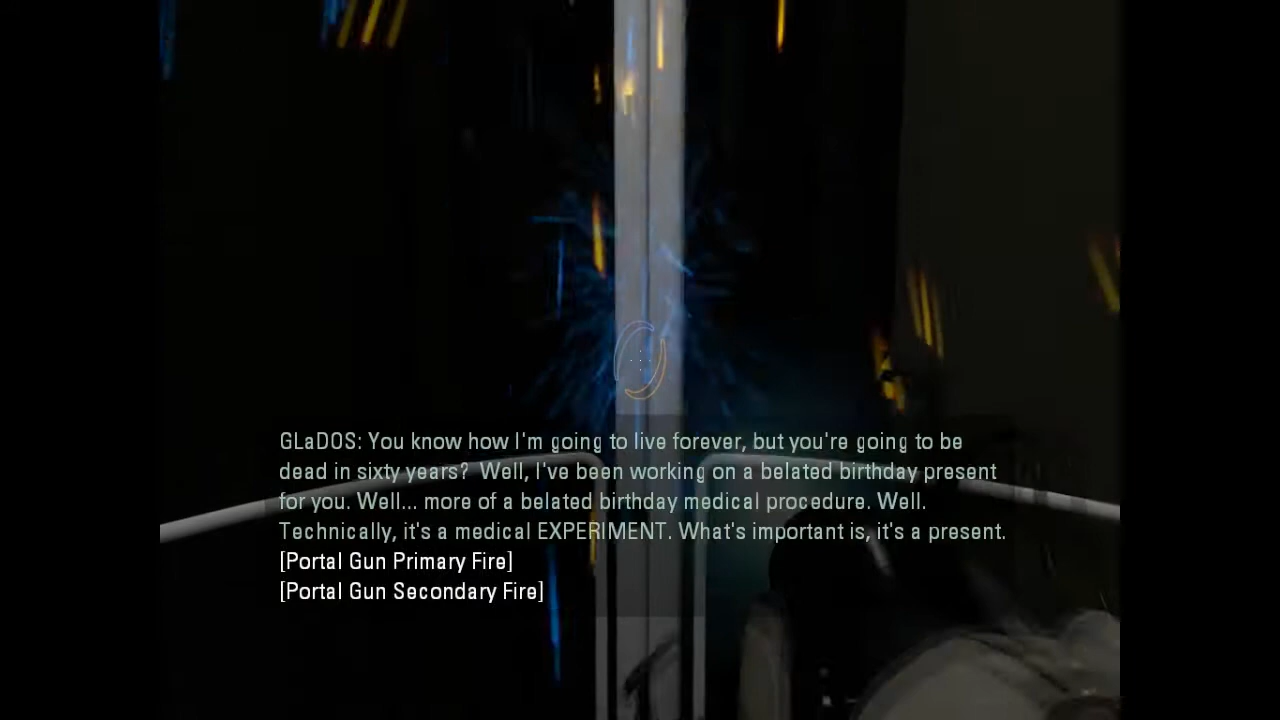 GLaDOS: You know how I'm going to live forever, but you're going to be
dead in sixty years?  Well, I've been working on a belated birthday present
for you. Well... more of a belated birthday medical procedure. Well.
Technically, it's a medical EXPERIMENT. What's important is, it's a present.
[Portal Gun Primary Fire]
[Portal Gun Secondary Fire]